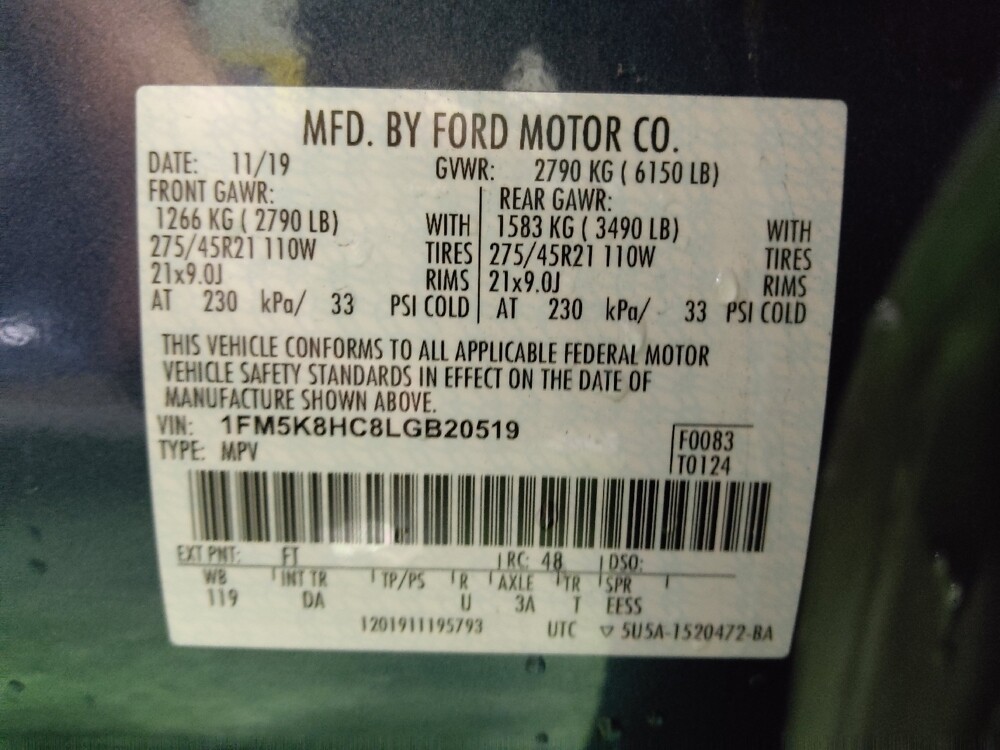 MFD. BY FORD MOTOR CO.
DATE: 11/19 GVWR: 2790 KG ( 6150 LB)
FRONT GAWR: REAR GAWR:
1266 KG ( 2790 LB) WITH 1583 KG ( 3490 LB) WITH
275/45R21 110W TIRES 275/45R21 110W TIRES
21x9.0J RIMS 21x9.0J RIMS
AT 230 kPa/ 33 PSI COLD AT 230 kPa/ 33 PSI COLD
THIS VEHICLE CONFORMS TO ALL APPLICABLE FEDERAL MOTOR
VEHICLE SAFETY STANDARDS IN EFFECT ON THE DATE OF
MANUFACTURE SHOWN ABOVE.
VIN: 1FM5K8HC8LGB20519 F0083
TYPE: MPV T0124
EXT PNT: FT RC: 48 DSO:
WB INT TR TP/PS R AXLE TR SPR
119 DA U 3A T EESS
1201911195793 UTC ▽ 5U5A-1520472-BA